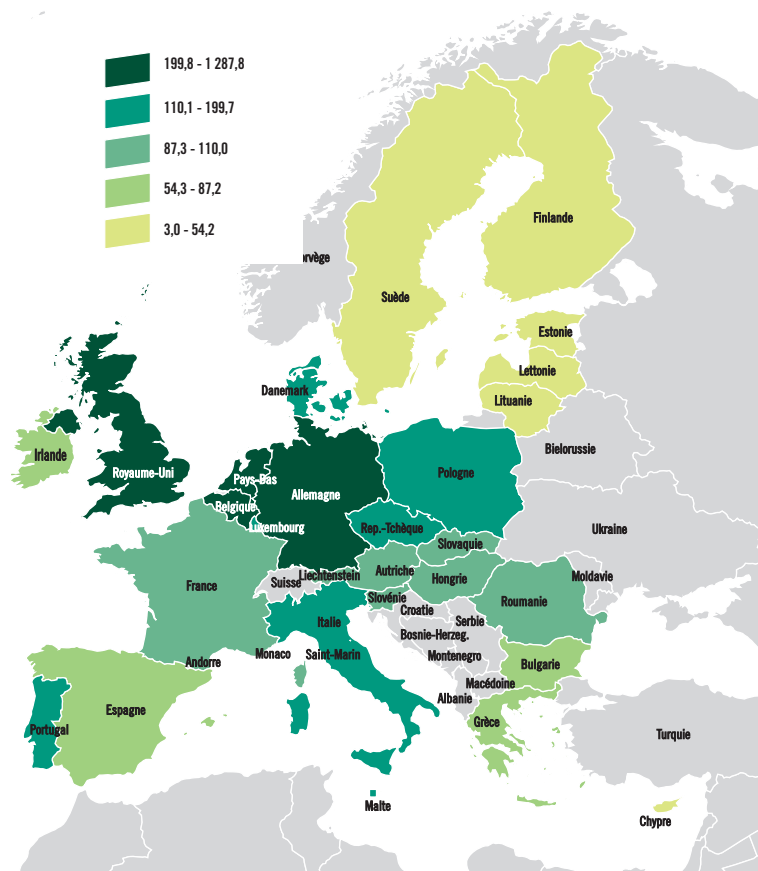 199,8 - 1 287,8
110,1 - 199,7
87,3 - 110,0
54,3 - 87,2
3,0 - 54,2
Finlande
orvège
Suède
Estonie
Lettonie
Danemark
Lituanie
Irlande
Bielorussie
Royaume-Uni
Pays-Bas
Pologne
Allemagne
Belgique
Luxembourg
Rep.-Tchèque
Ukraine
Slovaquie
Autriche
Liechtenstein
Suisse
Hongrie
Moldavie
France
Slovénie
Roumanie
Croatie
Italie
Serbie
Bosnie-Herzeg.
Monaco
Saint-Marin
Montenegro
Andorre
Bulgarie
Macédoine
Albanie
Espagne
Grèce
Portugal
Turquie
Malte
Chypre